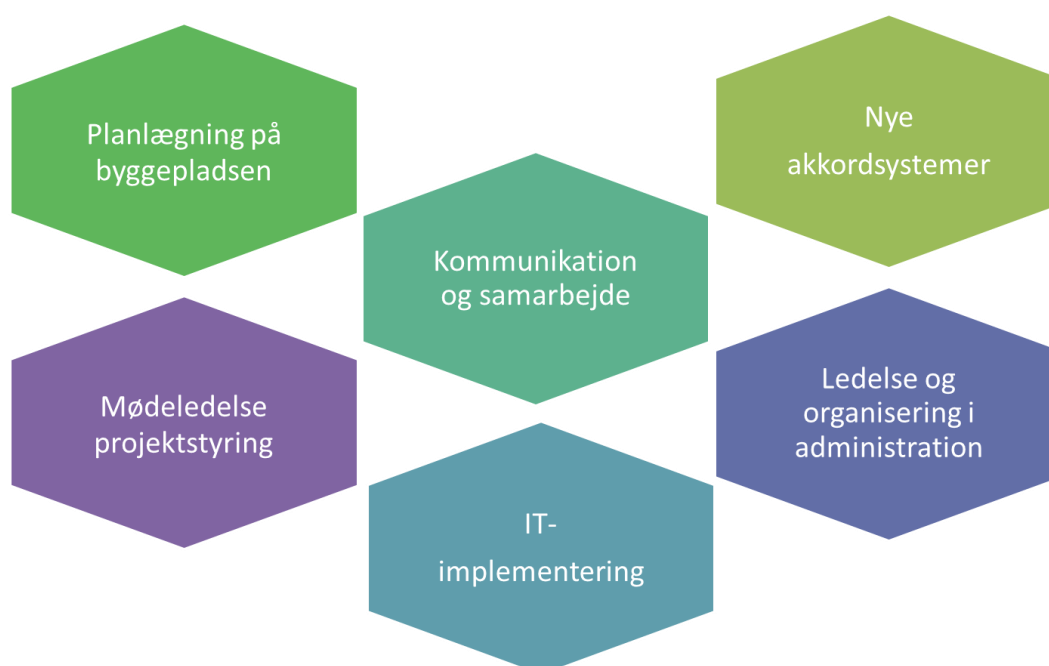 Planlægning på
byggepladsen
Nye
akkordsystemer
Kommunikation
og samarbejde
Mødeledelse
projektstyring
Ledelse og
organisering i
administration
IT-
implementering